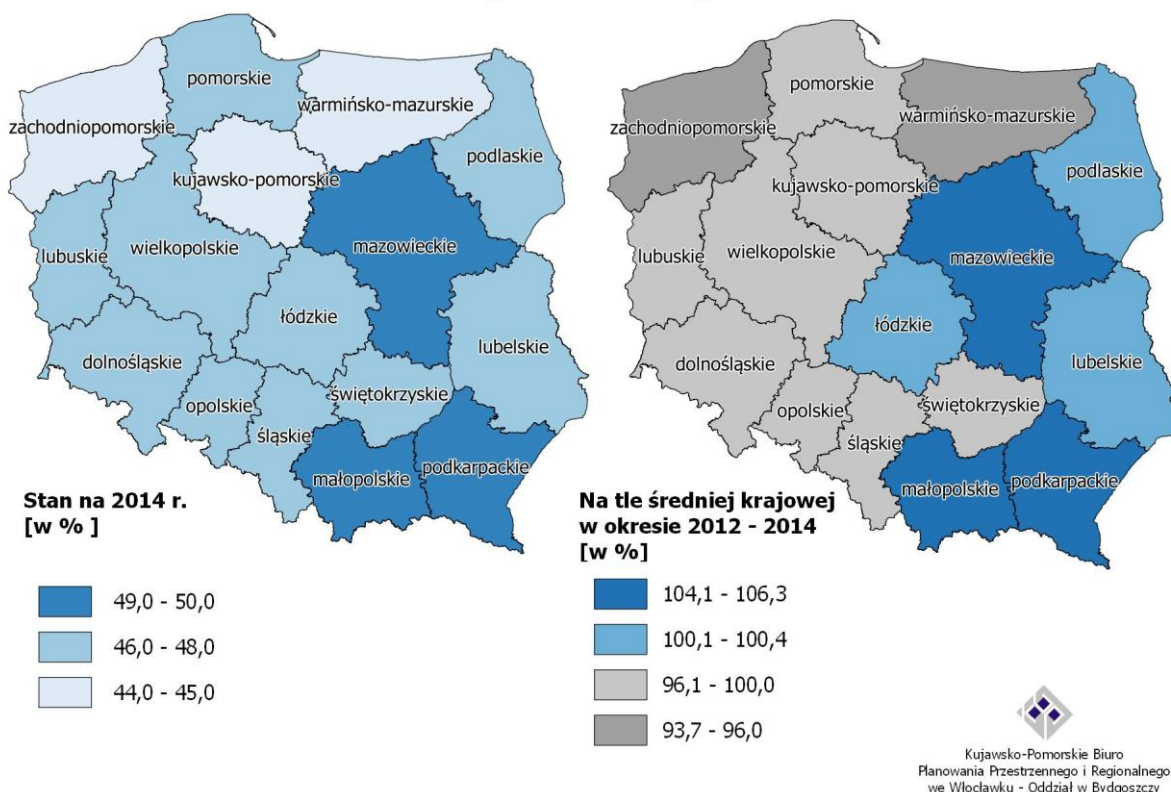 pomorskie
warmińsko-mazurskie
zachodniopomorskie
podlaskie
kujawsko-pomorskie
mazowieckie
wielkopolskie
lubuskie
łódzkie
lubelskie
dolnośląskie
świętokrzyskie
opolskie
śląskie
podkarpackie
małopolskie
Stan na 2014 r.
[w % ]
49,0 - 50,0
46,0 - 48,0
44,0 - 45,0
pomorskie
warmińsko-mazurskie
zachodniopomorskie
podlaskie
kujawsko-pomorskie
mazowieckie
wielkopolskie
lubuskie
łódzkie
lubelskie
dolnośląskie
świętokrzyskie
opolskie
śląskie
podkarpackie
małopolskie
Na tle średniej krajowej
w okresie 2012 - 2014
[w %]
104,1 - 106,3
100,1 - 100,4
96,1 - 100,0
93,7 - 96,0
Kujawsko-Pomorskie Biuro
Planowania Przestrzennego i Regionalnego
we Włocławku - Oddział w Bydgoszczy